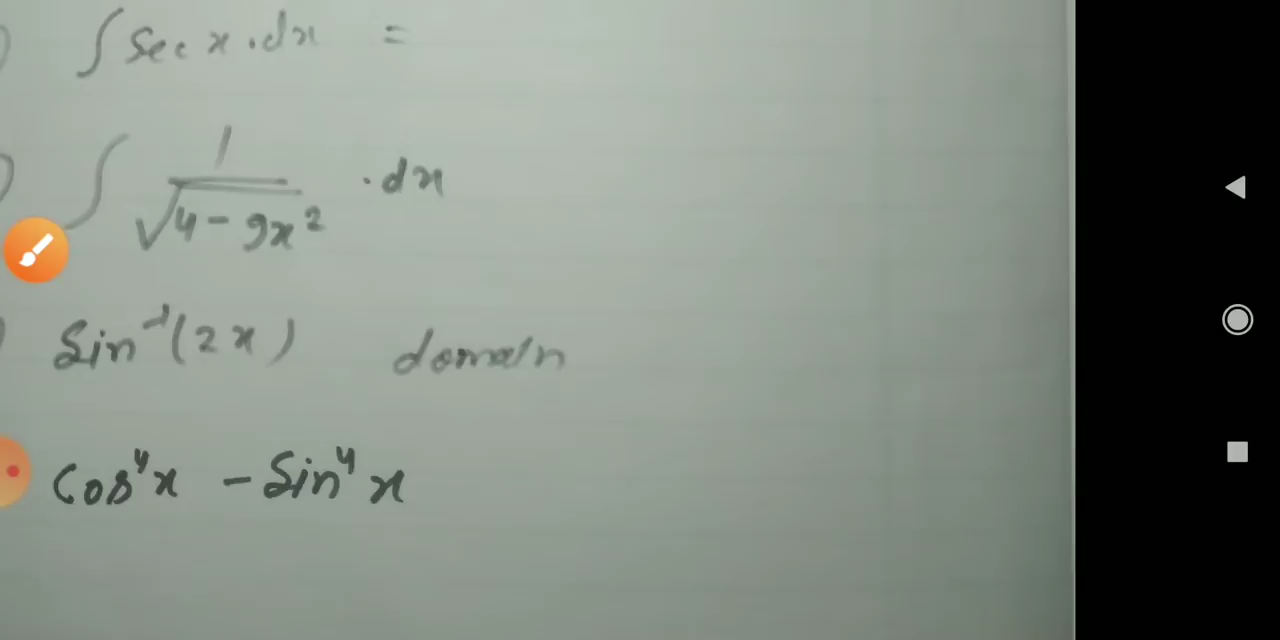 ∫ Sec x . dx =
∫ 1/√(4 - 9x²) . dx
Sin⁻¹(2x) domain
Cos⁴x - Sin⁴x